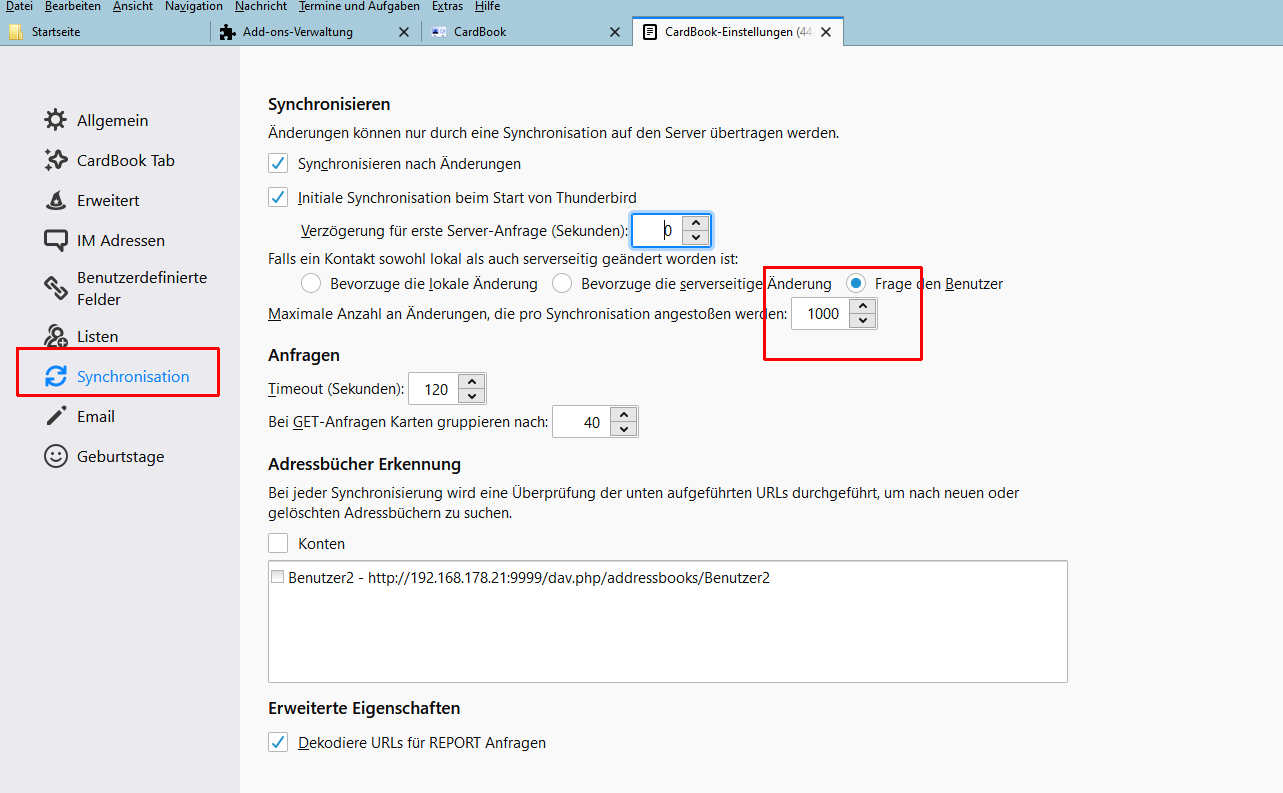 Datei Bearbeiten Ansicht Navigation Nachricht Termine und Aufgaben Extras Hilfe
Startseite Add-ons-Verwaltung CardBook CardBook-Einstellungen (44
Allgemein
CardBook Tab
Erweitert
IM Adressen
Benutzerdefinierte
Felder
Listen
Synchronisation
Email
Geburtstage
Synchronisieren
Änderungen können nur durch eine Synchronisation auf den Server übertragen werden.
Synchronisieren nach Änderungen
Initiale Synchronisation beim Start von Thunderbird
Verzögerung für erste Server-Anfrage (Sekunden): 0
Falls ein Kontakt sowohl lokal als auch serverseitig geändert worden ist:
Bevorzuge die lokale Änderung Bevorzuge die serverseitige Änderung Frage den Benutzer
Maximale Anzahl an Änderungen, die pro Synchronisation angestoßen werden: 1000
Anfragen
Timeout (Sekunden): 120
Bei GET-Anfragen Karten gruppieren nach: 40
Adressbücher Erkennung
Bei jeder Synchronisierung wird eine Überprüfung der unten aufgeführten URLs durchgeführt, um nach neuen oder
gelöschten Adressbüchern zu suchen.
Konten
Benutzer2 - http://192.168.178.21:9999/dav.php/addressbooks/Benutzer2
Erweiterte Eigenschaften
Dekodiere URLs für REPORT Anfragen